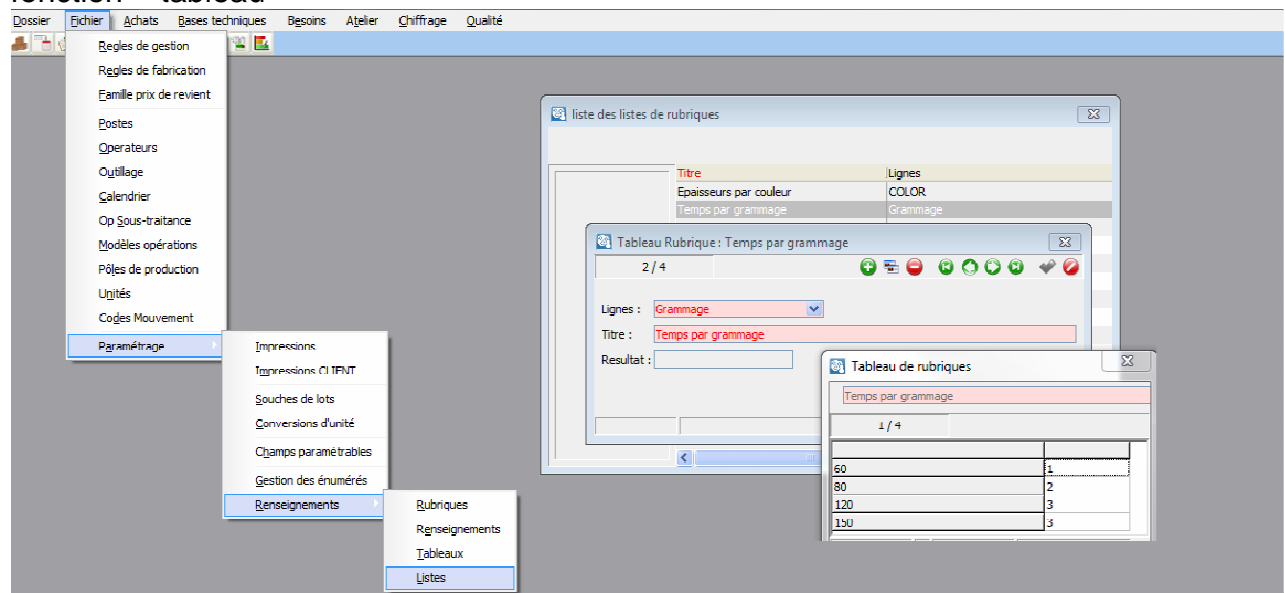 fonction « tableau »
Dossier Fichier Achats Bases techniques Besoins Atelier Chiffrage Qualité
Regles de gestion
Regles de fabrication
Famille prix de revient
Postes
Operateurs
Outillage
Calendrier
Op Sous-traitance
Modèles opérations
Pôles de production
Unités
Codes Mouvement
Paramétrage
Impressions
Impressions CLIENT
Souches de lots
Conversions d'unité
Champs paramétrables
Gestion des énumérés
Renseignements
Rubriques
Renseignements
Tableaux
Listes
liste des listes de rubriques
Titre Lignes
Epaisseurs par couleur COLOR
Temps par grammage Grammage
Tableau Rubrique : Temps par grammage
2 / 4
Lignes : Grammage
Titre : Temps par grammage
Resultat :
Tableau de rubriques
Temps par grammage
1 / 4
60 1
80 2
120 3
150 3